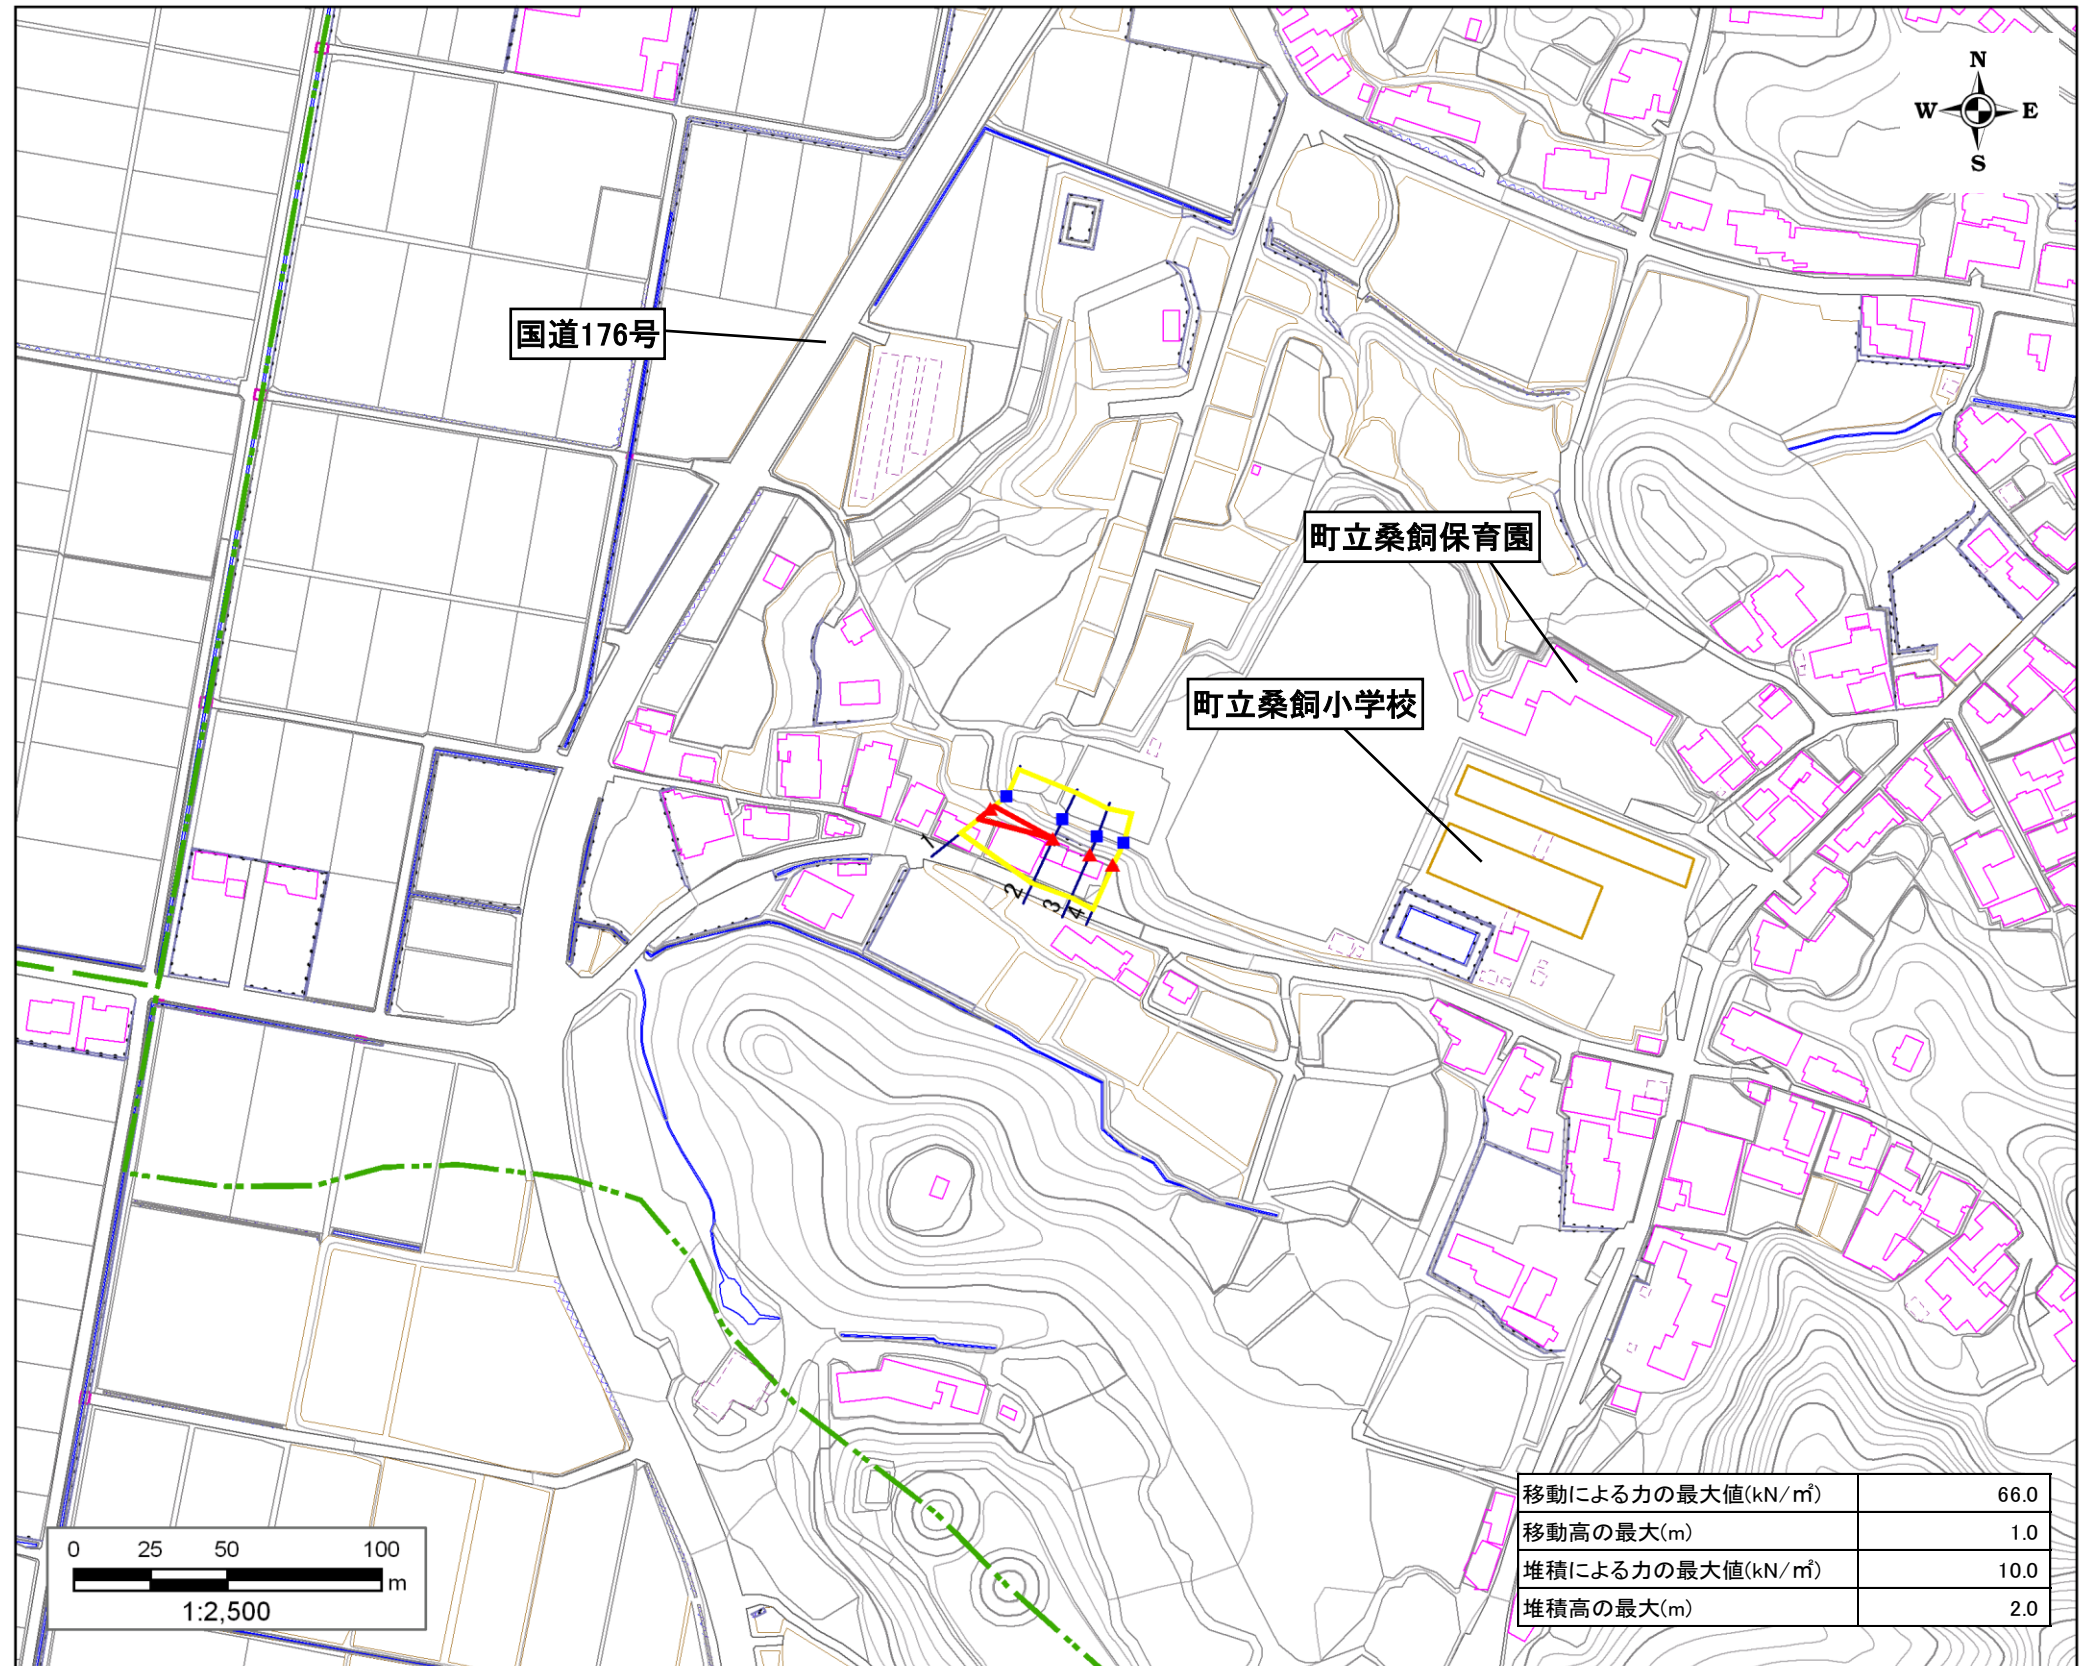 N
W E
S
国道176号
町立桑飼保育園
町立桑飼小学校
1
2
3
4
移動による力の最大値(kN/㎡) 66.0
移動高の最大(m) 1.0
堆積による力の最大値(kN/㎡) 10.0
堆積高の最大(m) 2.0
0 25 50 100
m
1:2,500